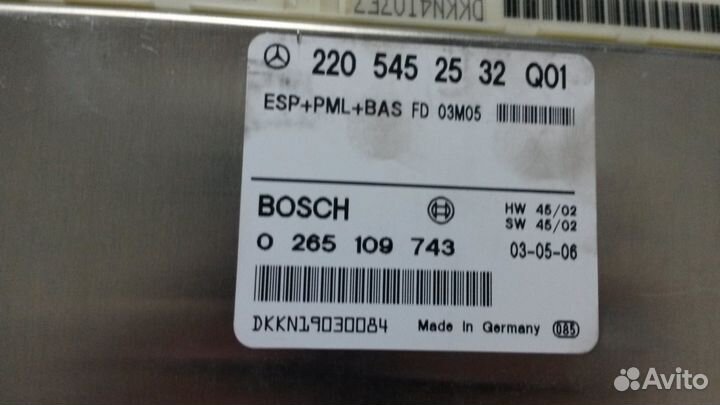 DKKN4I07E7
220 545 25 32 Q01
ESP+PML+BAS FD 03M05
BOSCH
HW 45/02
SW 45/02
0 265 109 743
03-05-06
DKKN19030084
Made in Germany
085
Avito